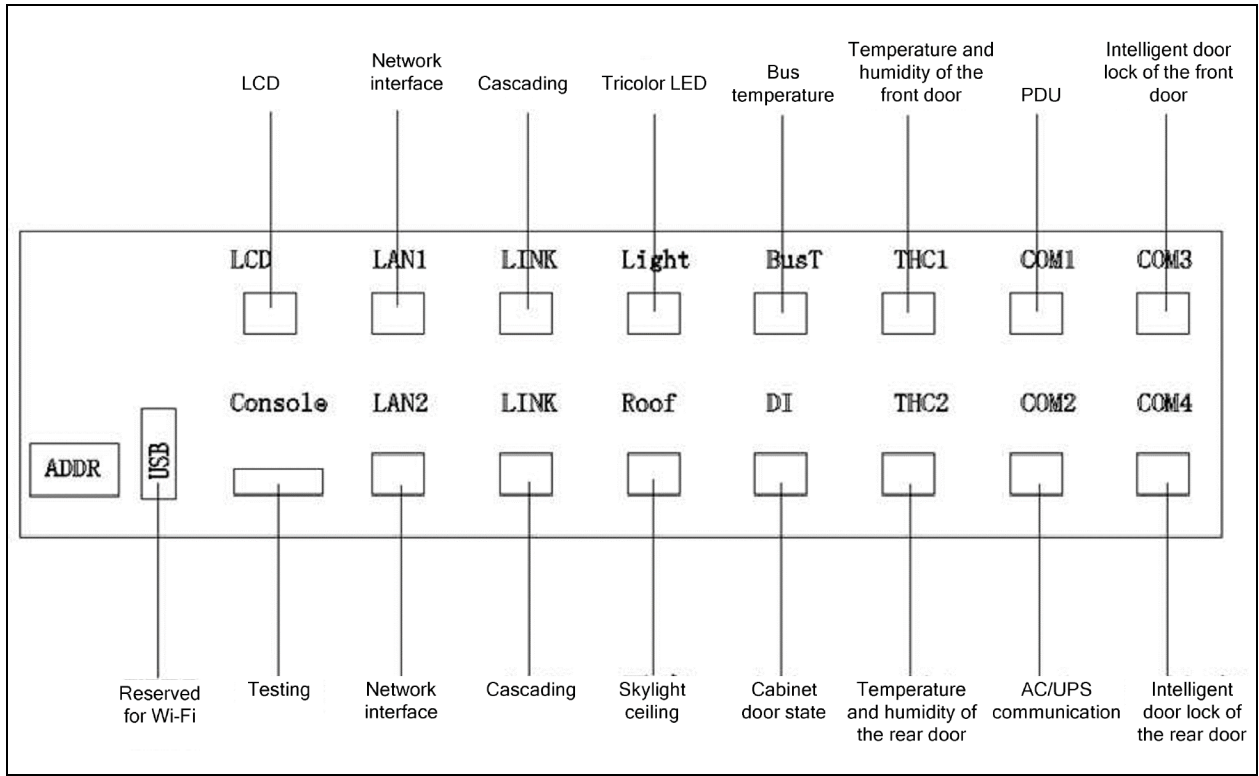 LCD
Network
interface
Cascading
Tricolor LED
Bus
temperature
Temperature and
humidity of the
front door
PDU
Intelligent door
lock of the front
door
LCD
LAN1
LINK
Light
BusT
THC1
COM1
COM3
Console
LAN2
LINK
Roof
DI
THC2
COM2
COM4
ADDR
USB
Reserved
for Wi-Fi
Testing
Network
interface
Cascading
Skylight
ceiling
Cabinet
door state
Temperature
and humidity of
the rear door
AC/UPS
communication
Intelligent
door lock of
the rear door